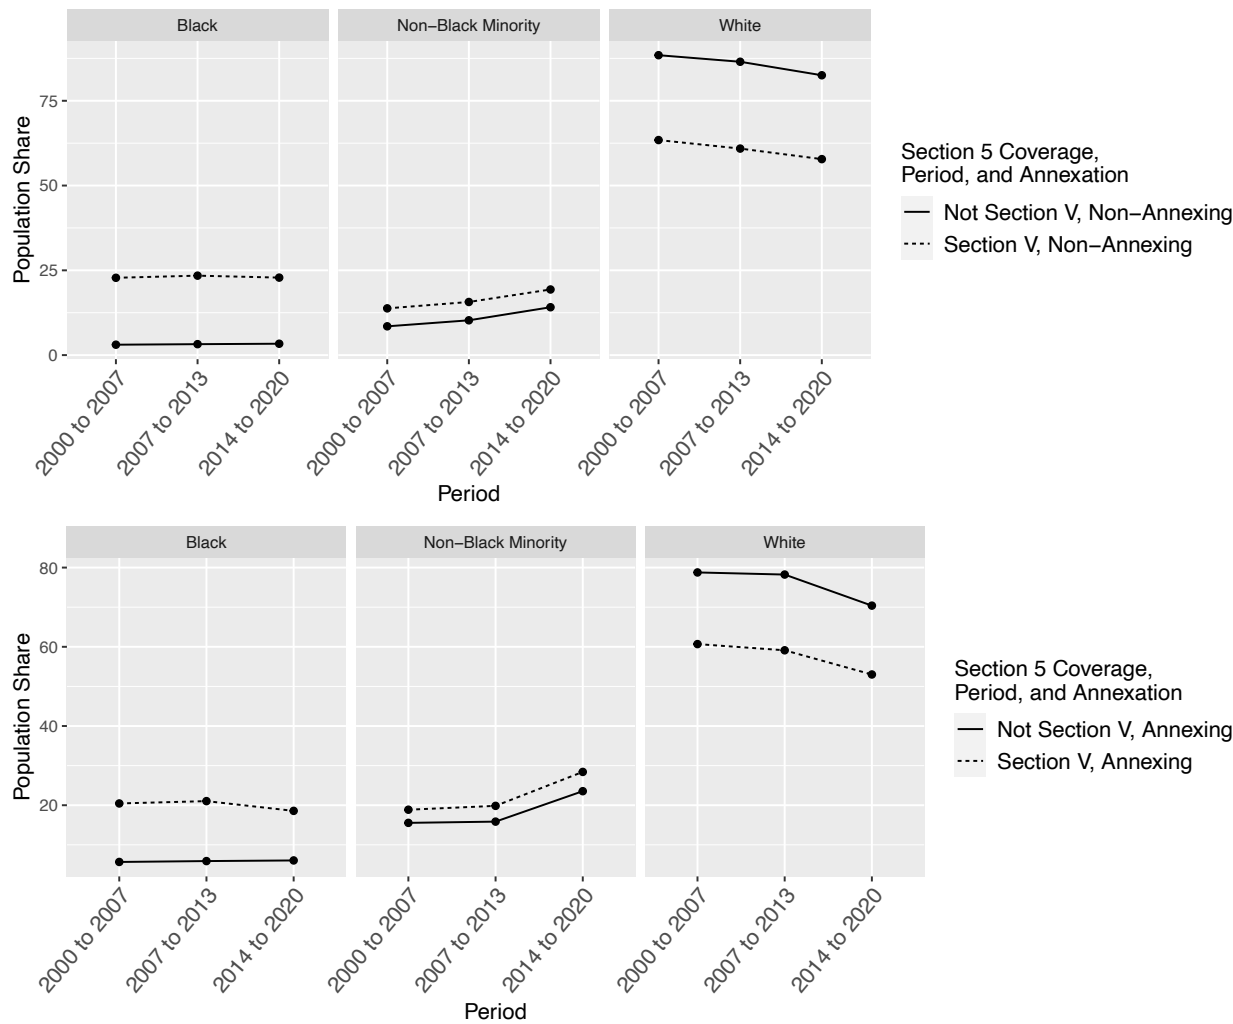 Black
Non−Black Minority
White
Population Share
75
50
25
0
2000 to 2007
2007 to 2013
2014 to 2020
2000 to 2007
2007 to 2013
2014 to 2020
2000 to 2007
2007 to 2013
2014 to 2020
Period
Section 5 Coverage,
Period, and Annexation
Not Section V, Non−Annexing
Section V, Non−Annexing
Black
Non−Black Minority
White
Population Share
80
60
40
20
2000 to 2007
2007 to 2013
2014 to 2020
2000 to 2007
2007 to 2013
2014 to 2020
2000 to 2007
2007 to 2013
2014 to 2020
Period
Section 5 Coverage,
Period, and Annexation
Not Section V, Annexing
Section V, Annexing